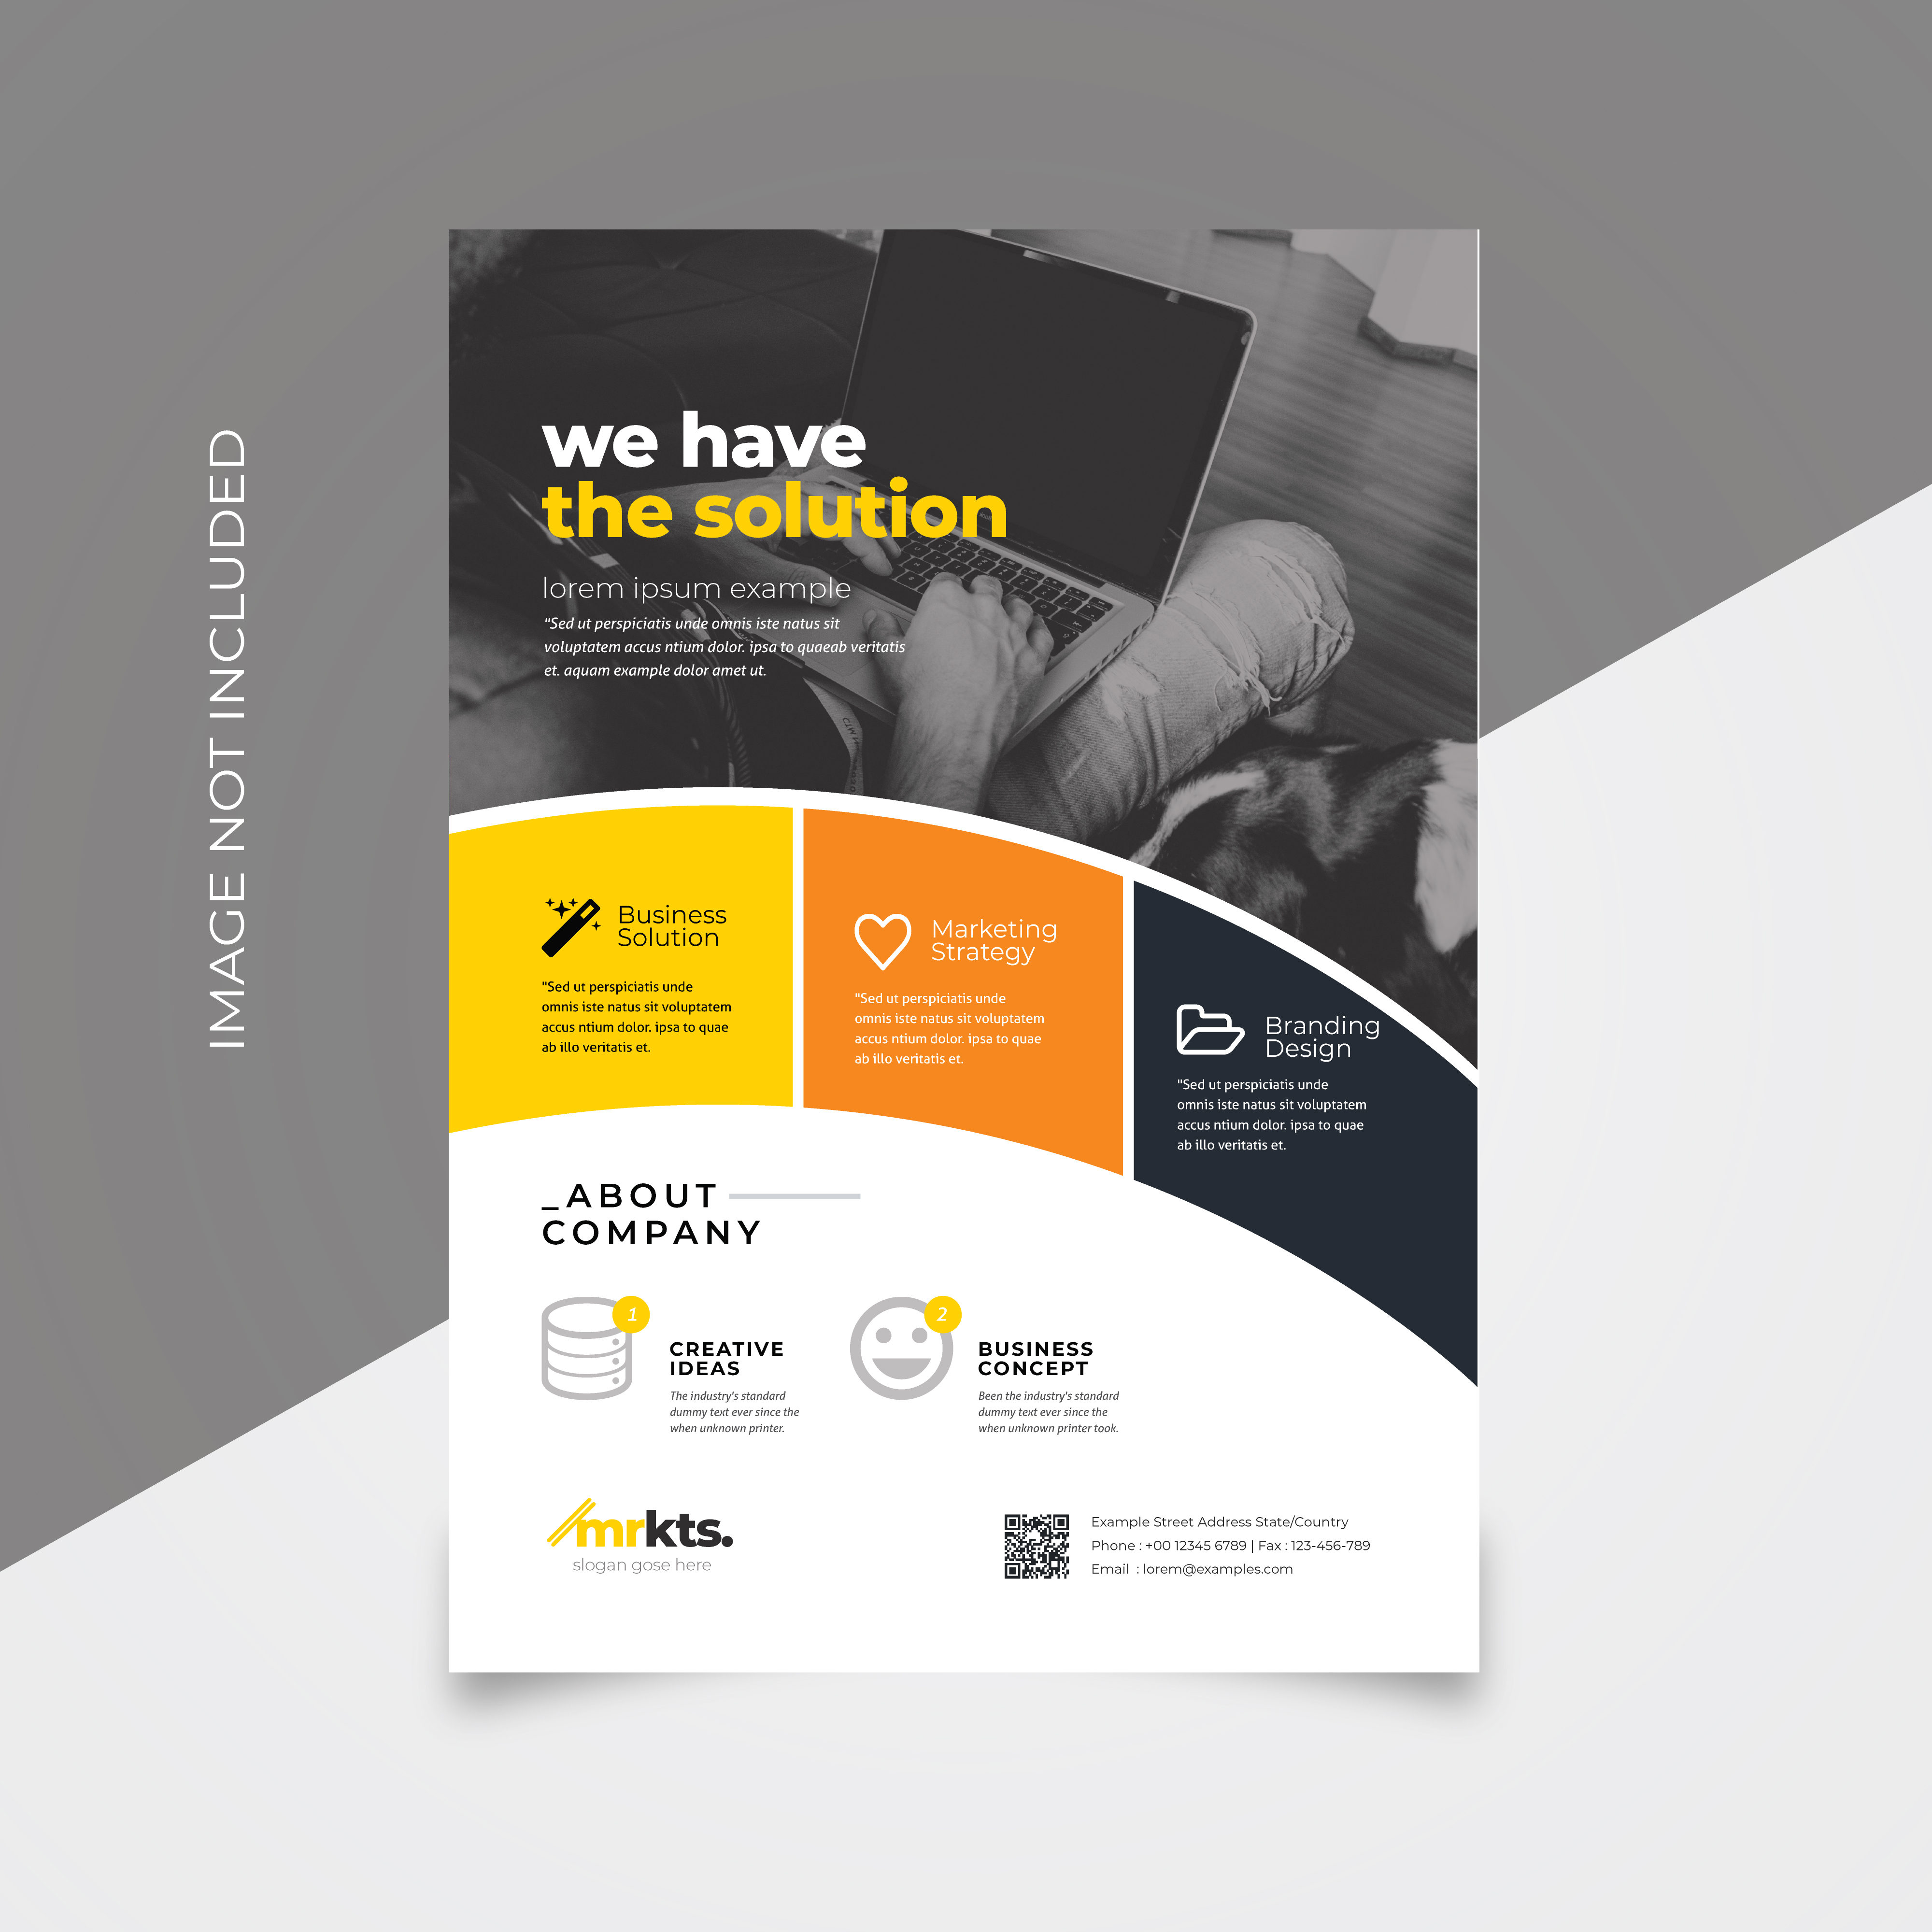 IMAGE NOT INCLUDED
we have
the solution
lorem ipsum example
"Sed ut perspiciatis unde omnis iste natus sit
voluptatem accus ntium dolor. ipsa to quaeab veritatis
et. aquam example dolor amet ut.
Business
Solution
"Sed ut perspiciatis unde
omnis iste natus sit voluptatem
accus ntium dolor. ipsa to quae
ab illo veritatis et.
Marketing
Strategy
"Sed ut perspiciatis unde
omnis iste natus sit voluptatem
accus ntium dolor. ipsa to quae
ab illo veritatis et.
Branding
Design
"Sed ut perspiciatis unde
omnis iste natus sit voluptatem
accus ntium dolor. ipsa to quae
ab illo veritatis et.
_ABOUT
COMPANY
1
CREATIVE
IDEAS
The industry's standard
dummy text ever since the
when unknown printer.
2
BUSINESS
CONCEPT
Been the industry's standard
dummy text ever since the
when unknown printer took.
mrkts.
slogan gose here
Example Street Address State/Country
Phone : +00 12345 6789 | Fax : 123-456-789
Email : lorem@examples.com